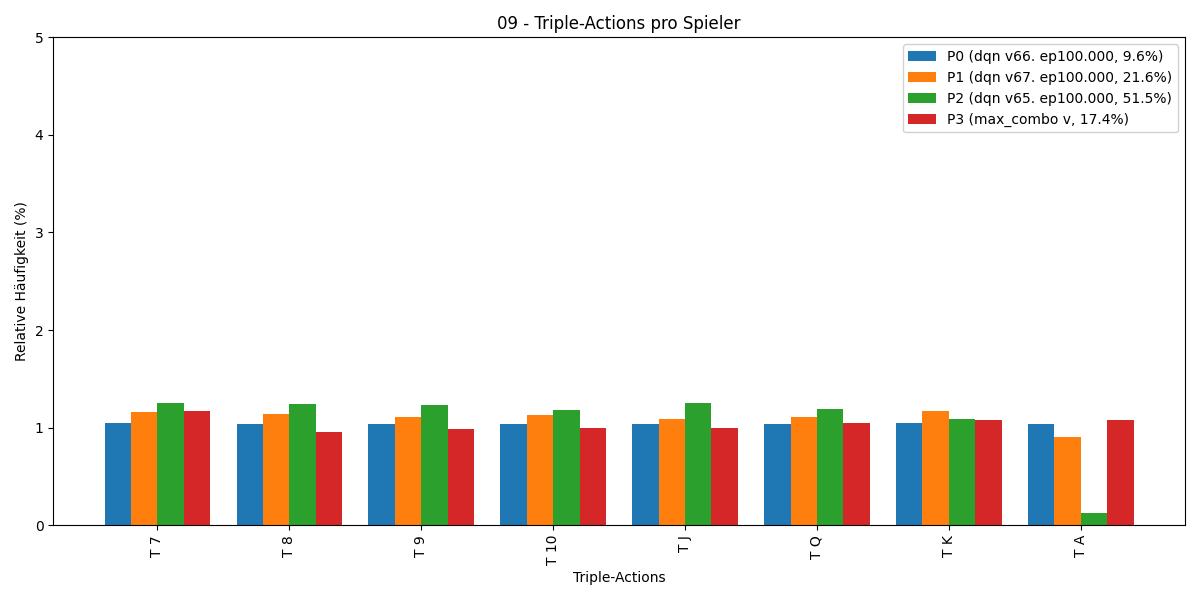 09 - Triple-Actions pro Spieler
P0 (dqn v66. ep100.000, 9.6%)
P1 (dqn v67. ep100.000, 21.6%)
P2 (dqn v65. ep100.000, 51.5%)
P3 (max_combo v, 17.4%)
Relative Häufigkeit (%)
5
4
3
2
1
0
T 7
T 8
T 9
T 10
T J
T Q
T K
T A
Triple-Actions